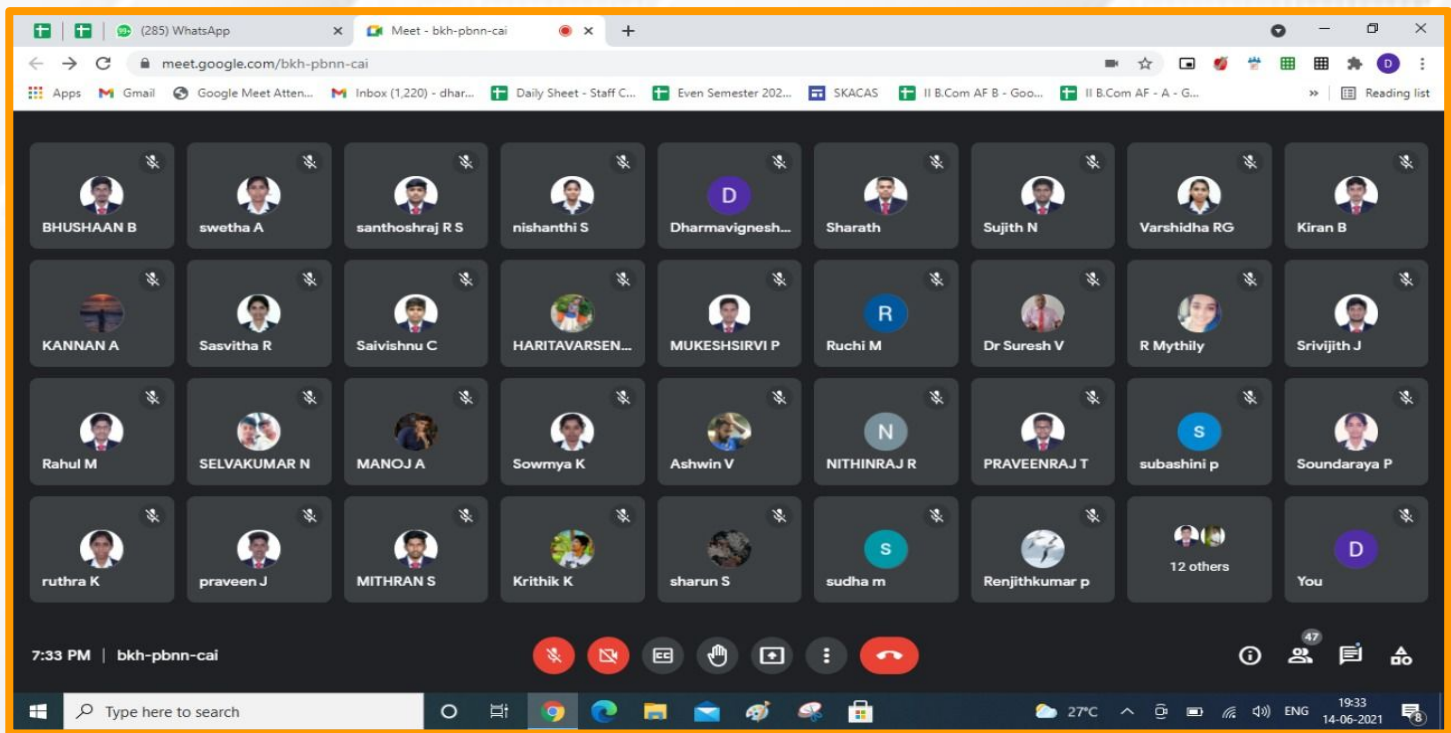 (285) WhatsApp
Meet - bkh-pbnn-cai
meet.google.com/bkh-pbnn-cai
D
Apps Gmail Google Meet Atten... Inbox (1,220) - dhar... Daily Sheet - Staff C... Even Semester 202... SKACAS II B.Com AF B - Goo... II B.Com AF - A - G... » Reading list
D
BHUSHAAN B swetha A santhoshraj R S nishanthi S Dharmavignesh... Sharath Sujith N Varshidha RG Kiran B
R
KANNAN A Sasvitha R Saivishnu C HARITAVARSEN... MUKESHSIRVI P Ruchi M Dr Suresh V R Mythily Srivijith J
N s
Rahul M SELVAKUMAR N MANOJ A Sowmya K Ashwin V NITHINRAJ R PRAVEENRAJ T subashini p Soundaraya P
s D
12 others
ruthra K praveen J MITHRAN S Krithik K sharun S sudha m Renjithkumar p You
47
7:33 PM | bkh-pbnn-cai
CC
Type here to search
27°C ENG
19:33
14-06-2021
8